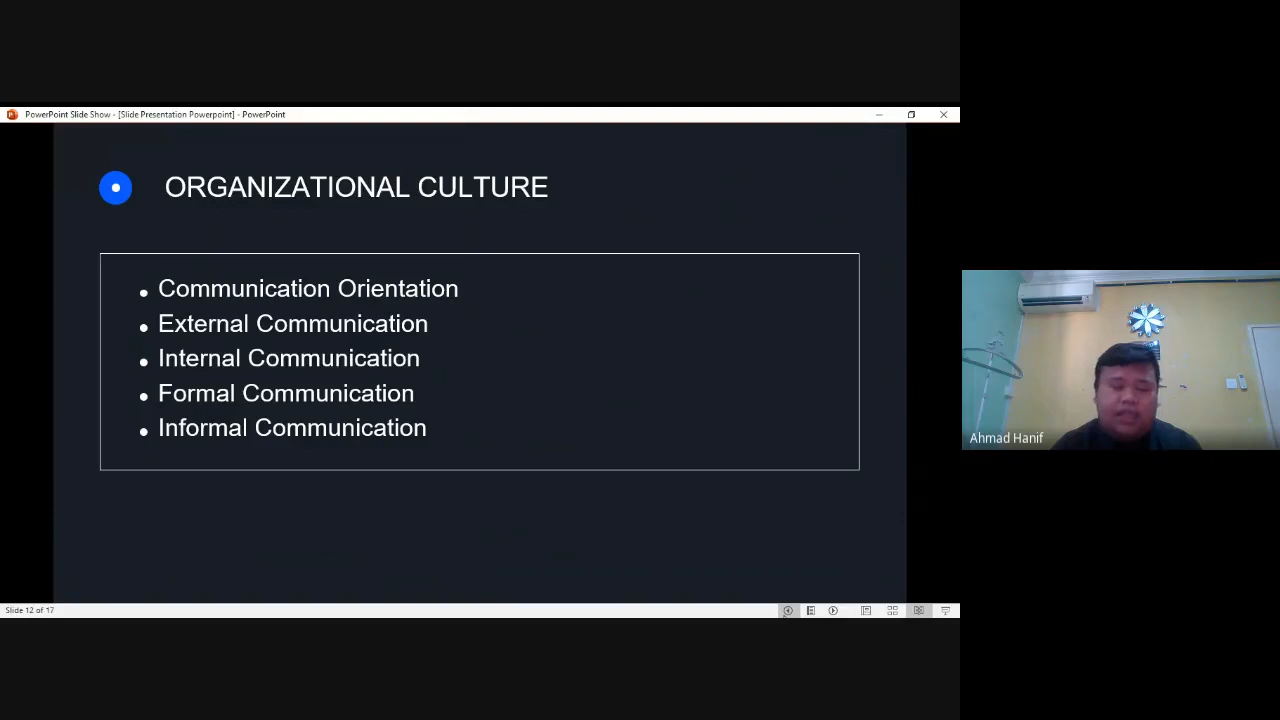 PowerPoint Slide Show - [Slide Presentation Powerpoint] - PowerPoint
ORGANIZATIONAL CULTURE
• Communication Orientation
• External Communication
• Internal Communication
• Formal Communication
• Informal Communication
Ahmad Hanif
Slide 12 of 17